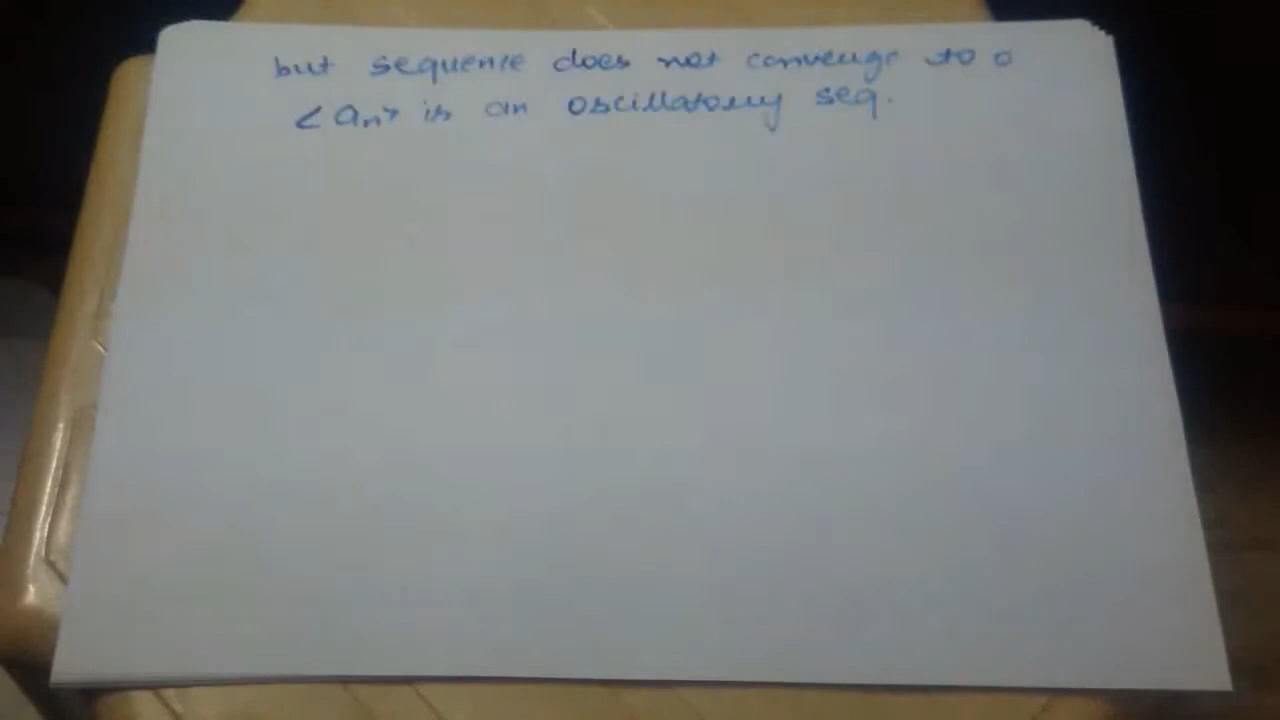 but sequence does not converge to 0
< an> is an oscillatory seq.